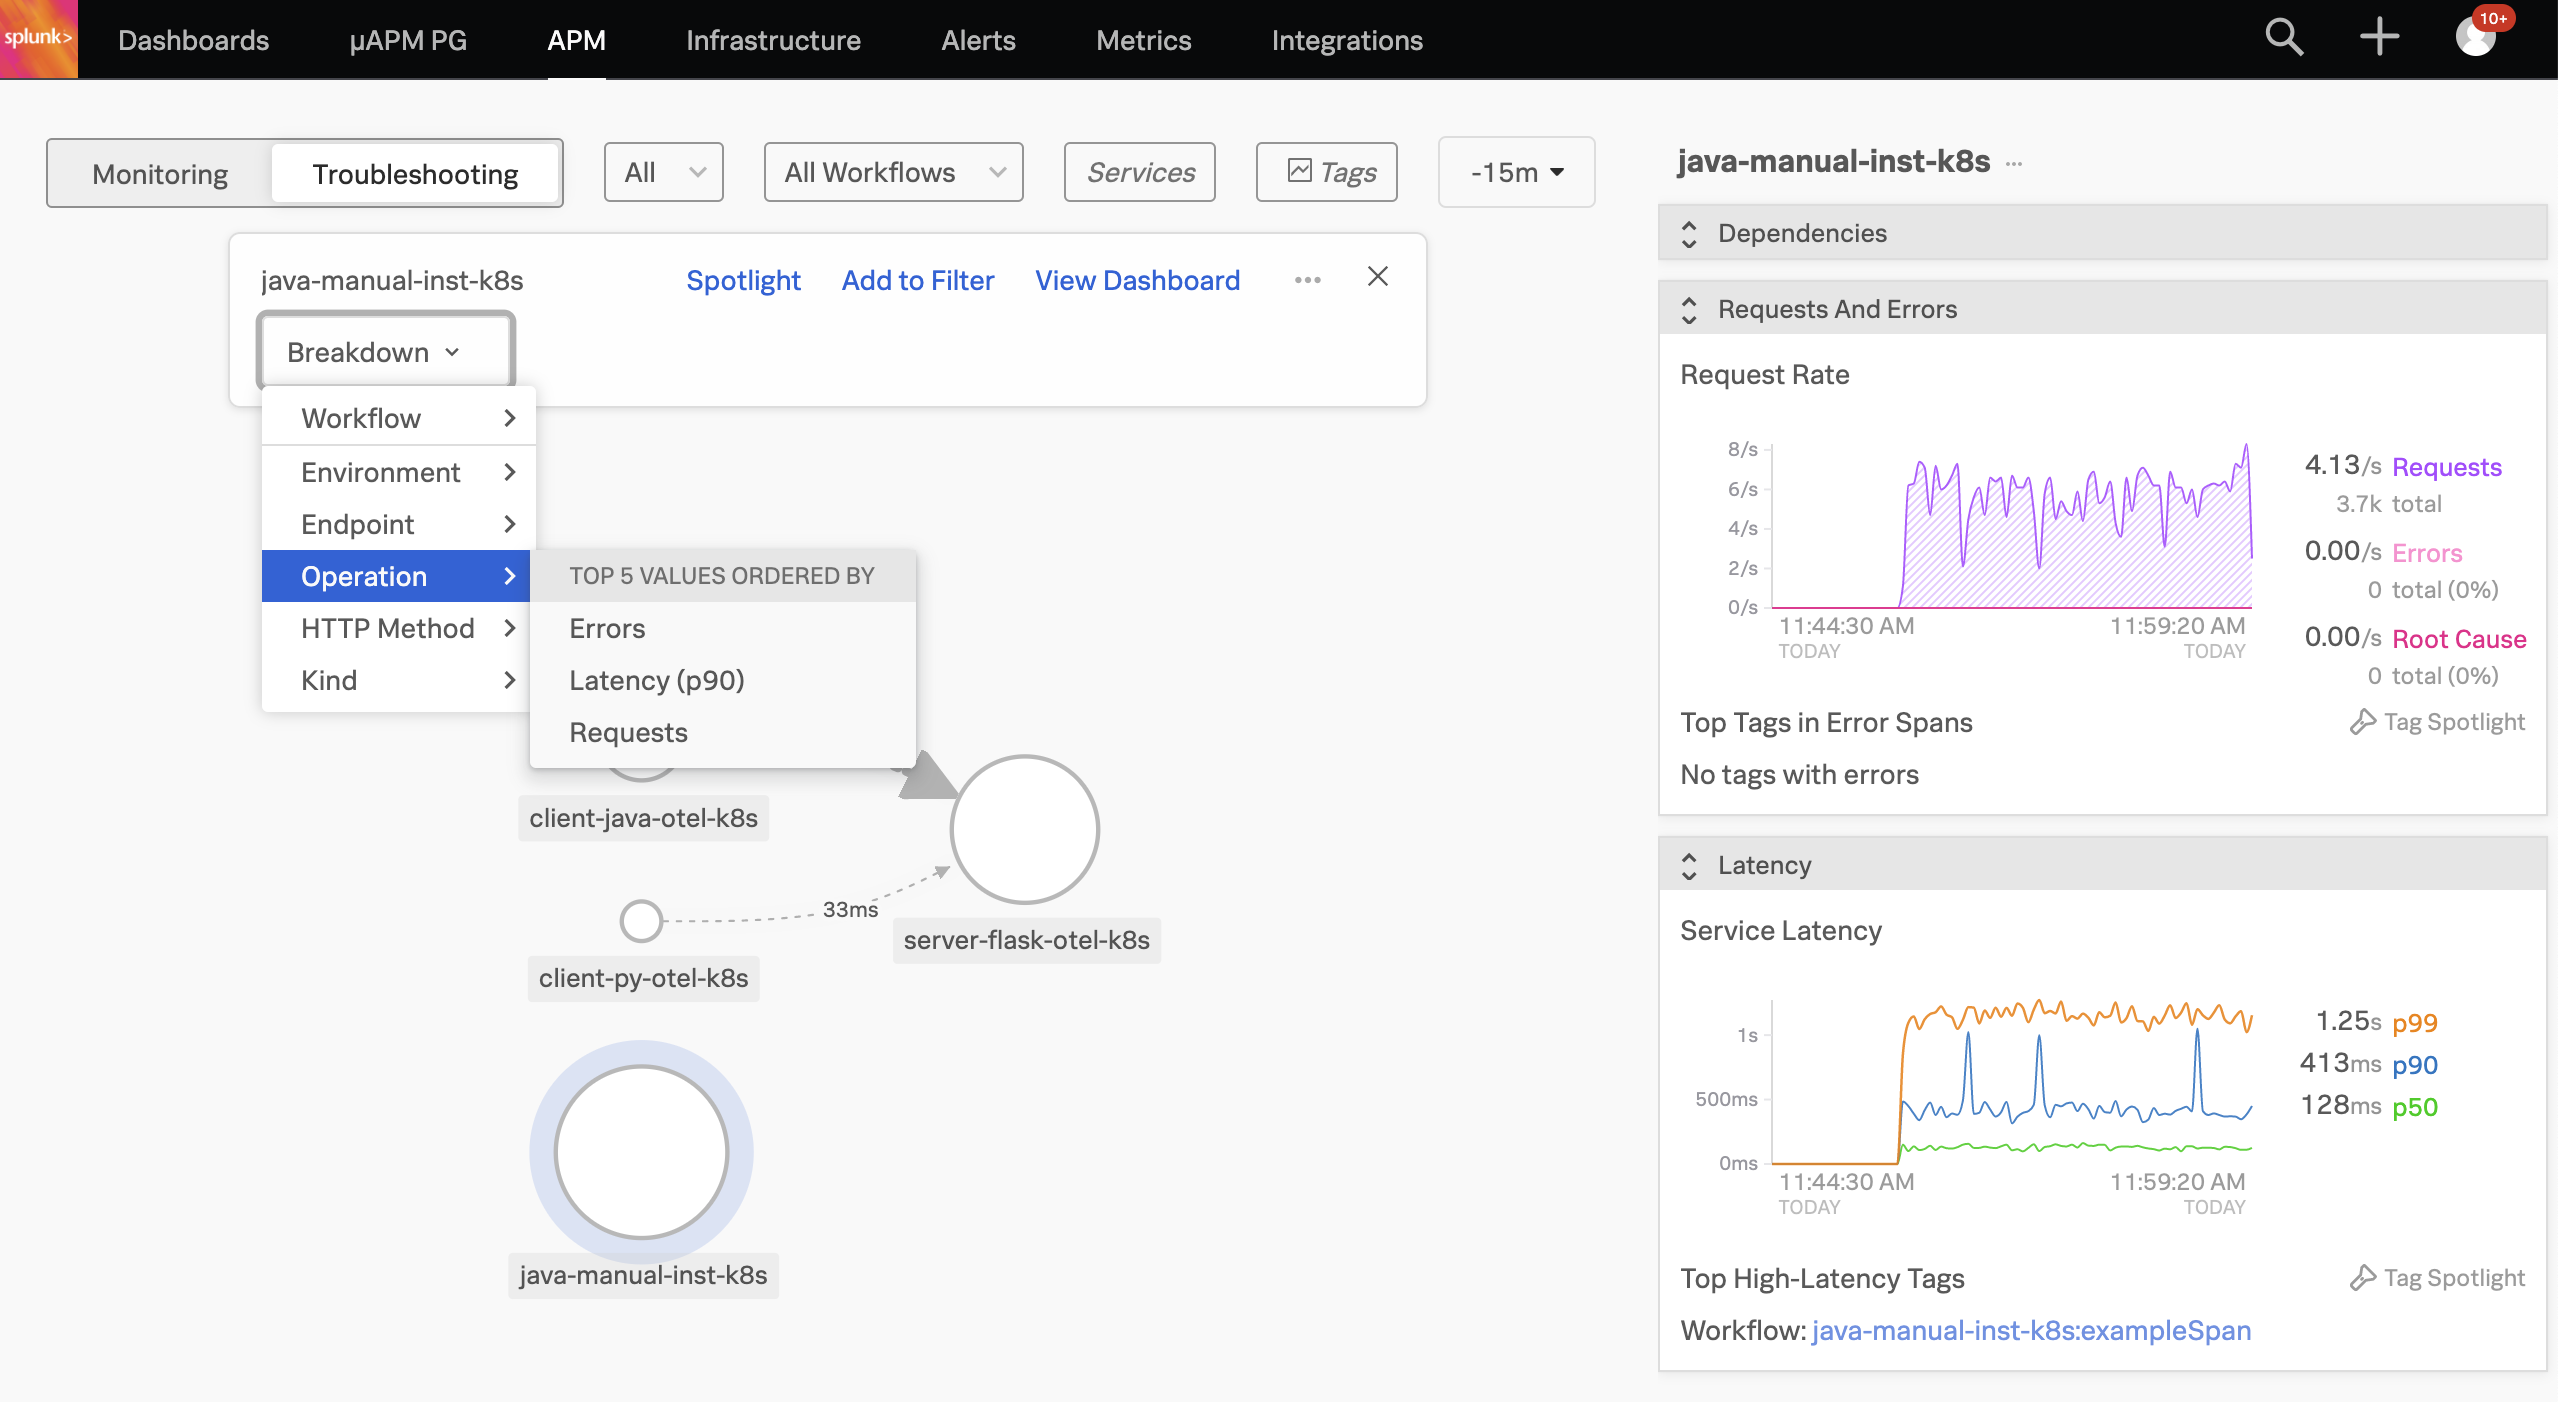 splunk>
Dashboards
µAPM PG
APM
Infrastructure
Alerts
Metrics
Integrations
10+
Monitoring
Troubleshooting
All
All Workflows
Services
Tags
-15m
java-manual-inst-k8s
Spotlight
Add to Filter
View Dashboard
Breakdown
Workflow
Environment
Endpoint
Operation
HTTP Method
Kind
TOP 5 VALUES ORDERED BY
Errors
Latency (p90)
Requests
client-java-otel-k8s
33ms
server-flask-otel-k8s
client-py-otel-k8s
java-manual-inst-k8s
java-manual-inst-k8s ...
Dependencies
Requests And Errors
Request Rate
8/s
6/s
4/s
2/s
0/s
11:44:30 AM
TODAY
11:59:20 AM
TODAY
4.13/s Requests
3.7k total
0.00/s Errors
0 total (0%)
0.00/s Root Cause
0 total (0%)
Top Tags in Error Spans
Tag Spotlight
No tags with errors
Latency
Service Latency
1s
500ms
0ms
11:44:30 AM
TODAY
11:59:20 AM
TODAY
1.25s p99
413ms p90
128ms p50
Top High-Latency Tags
Tag Spotlight
Workflow: java-manual-inst-k8s:exampleSpan